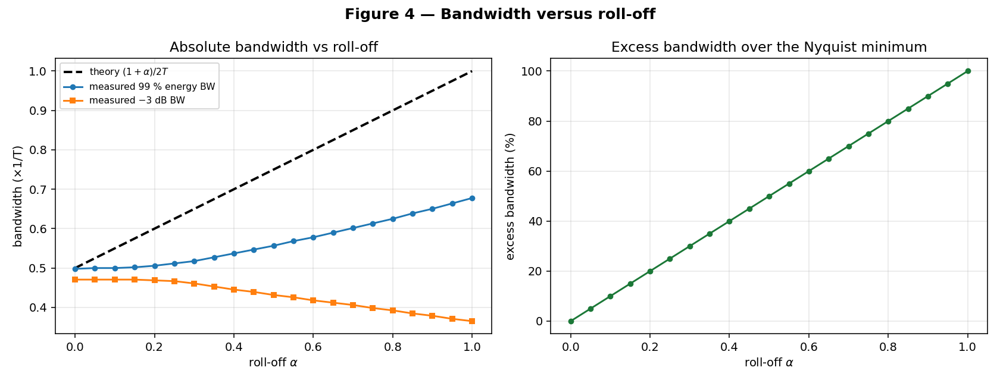 Figure 4 — Bandwidth versus roll-off
Absolute bandwidth vs roll-off
theory (1 + α)/2T
measured 99 % energy BW
measured −3 dB BW
bandwidth (×1/T)
1.0
0.9
0.8
0.7
0.6
0.5
0.4
0.0 0.2 0.4 0.6 0.8 1.0
roll-off α
Excess bandwidth over the Nyquist minimum
excess bandwidth (%)
100
80
60
40
20
0
0.0 0.2 0.4 0.6 0.8 1.0
roll-off α